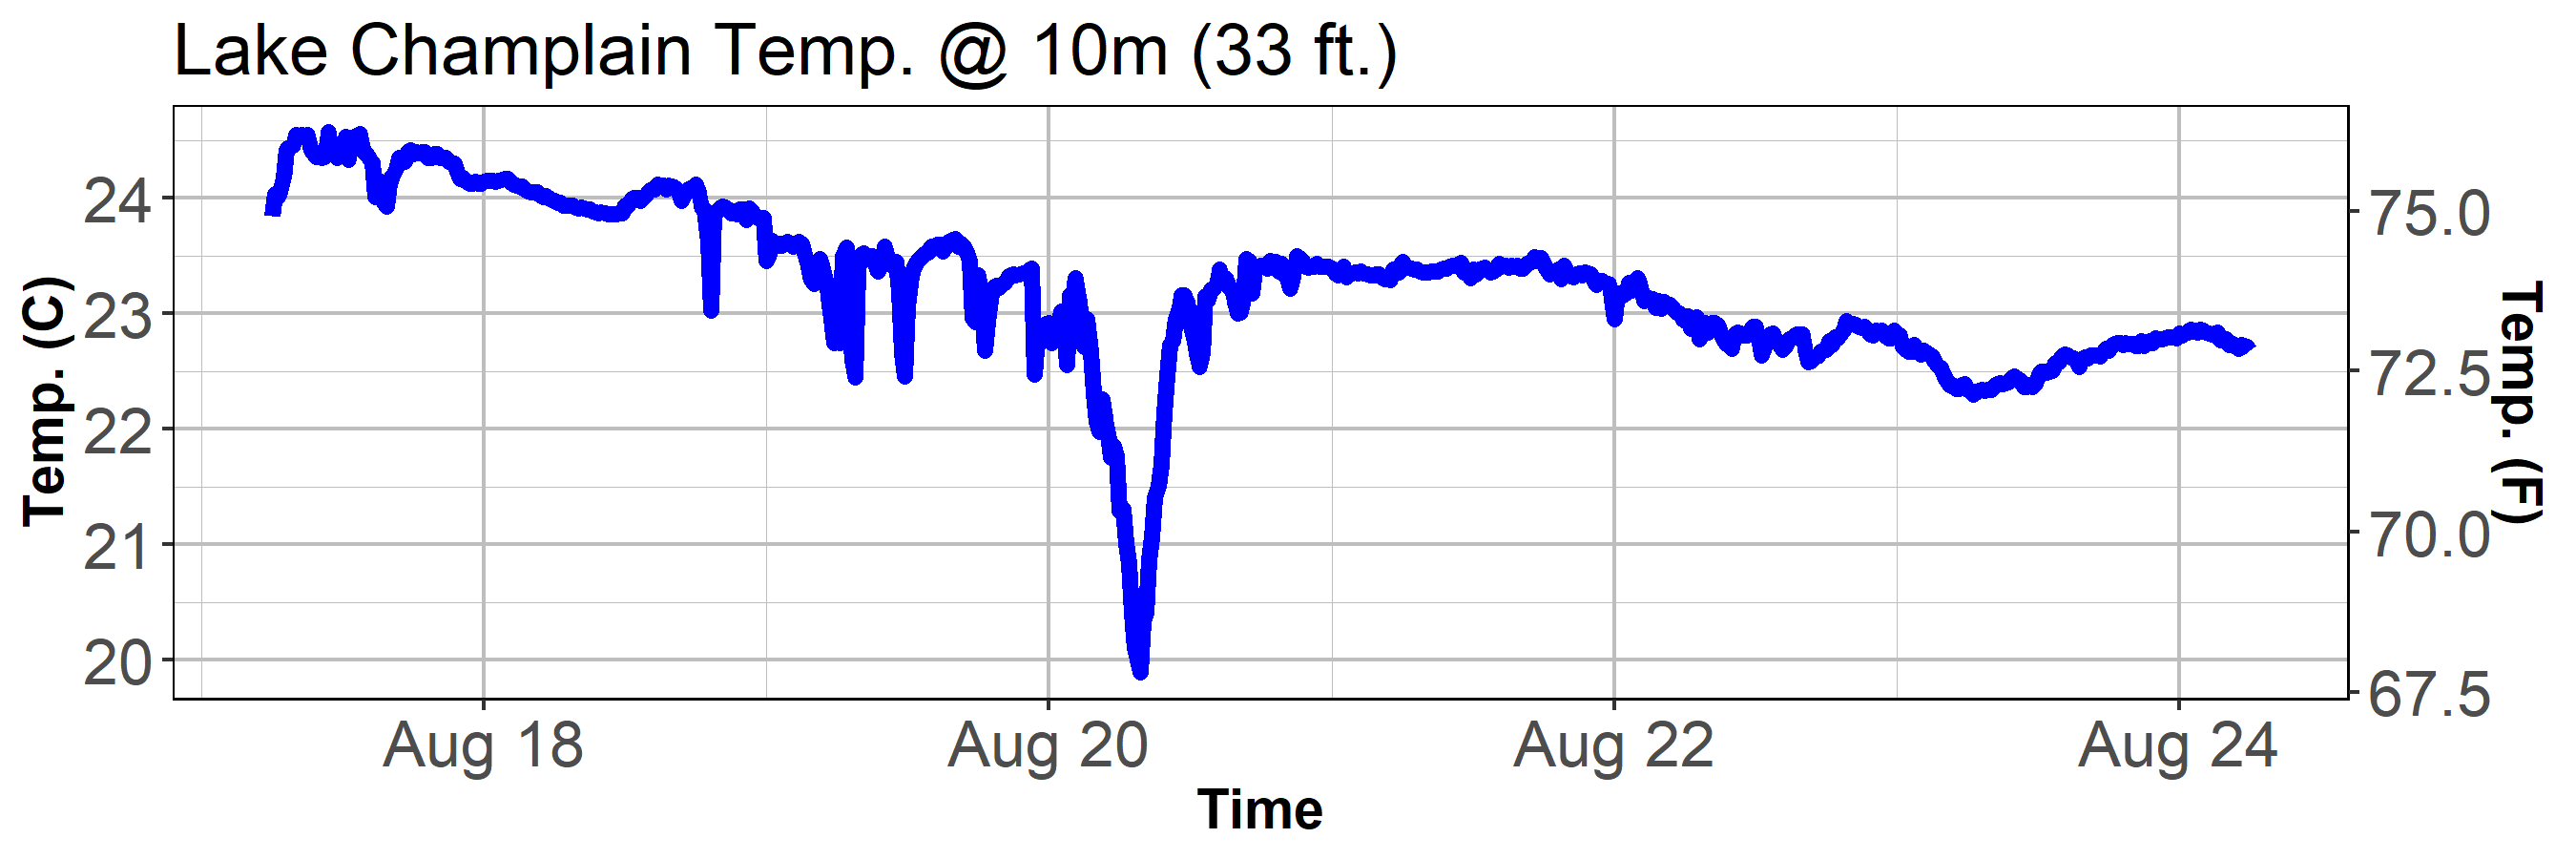 Lake Champlain Temp. @ 10m (33 ft.)
Temp. (C)
24
23
22
21
20
75.0
72.5
70.0
67.5
Temp. (F)
Aug 18
Aug 20
Aug 22
Aug 24
Time